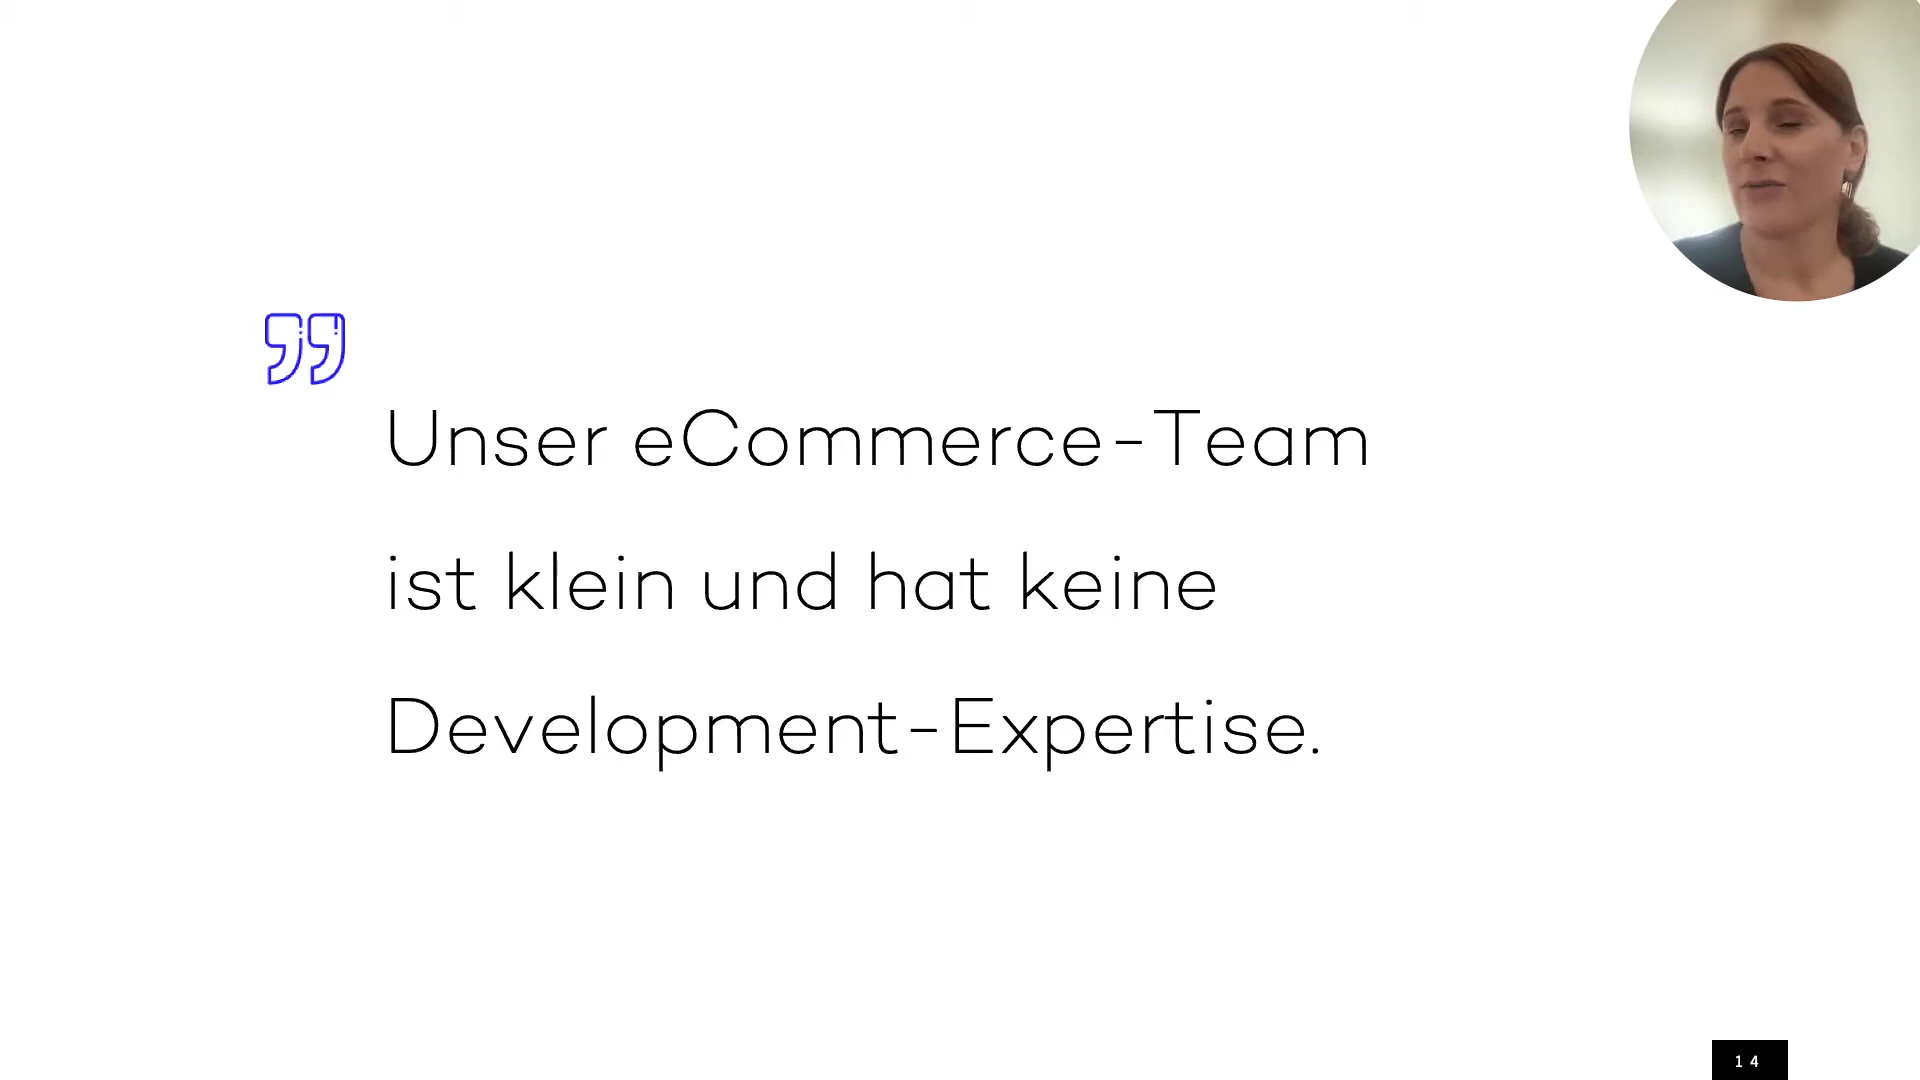 Unser eCommerce-Team
ist klein und hat keine
Development-Expertise.
14